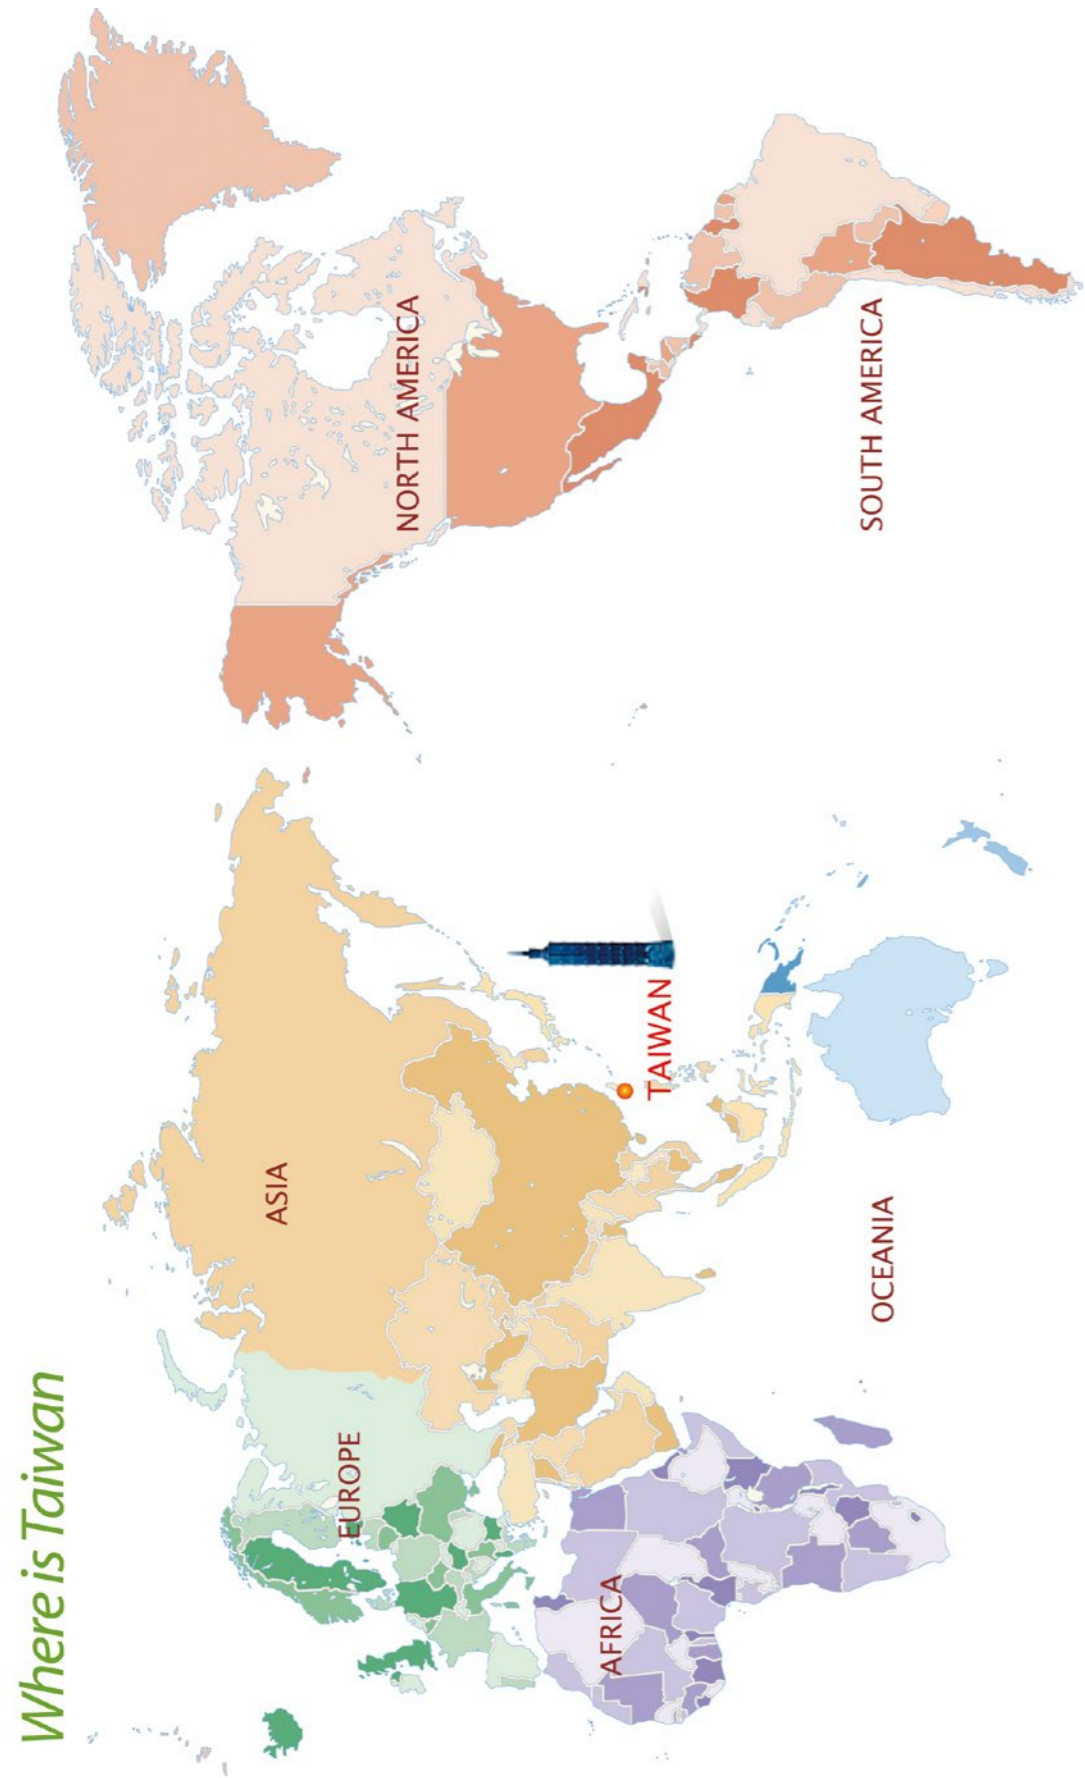 Where is Taiwan
NORTH AMERICA
ASIA
EUROPE
TAIWAN
AFRICA
SOUTH AMERICA
OCEANIA